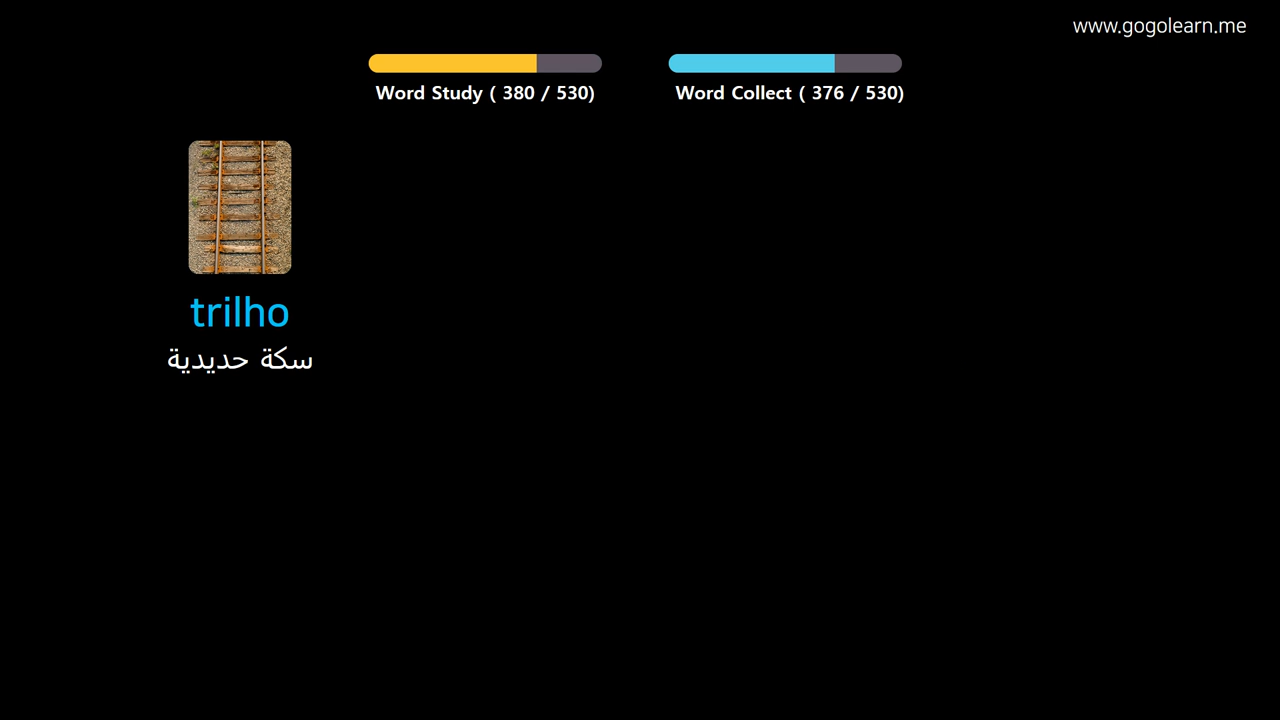 www.gogolearn.me
Word Study ( 380 / 530)
Word Collect ( 376 / 530)
trilho
سكة حديدية